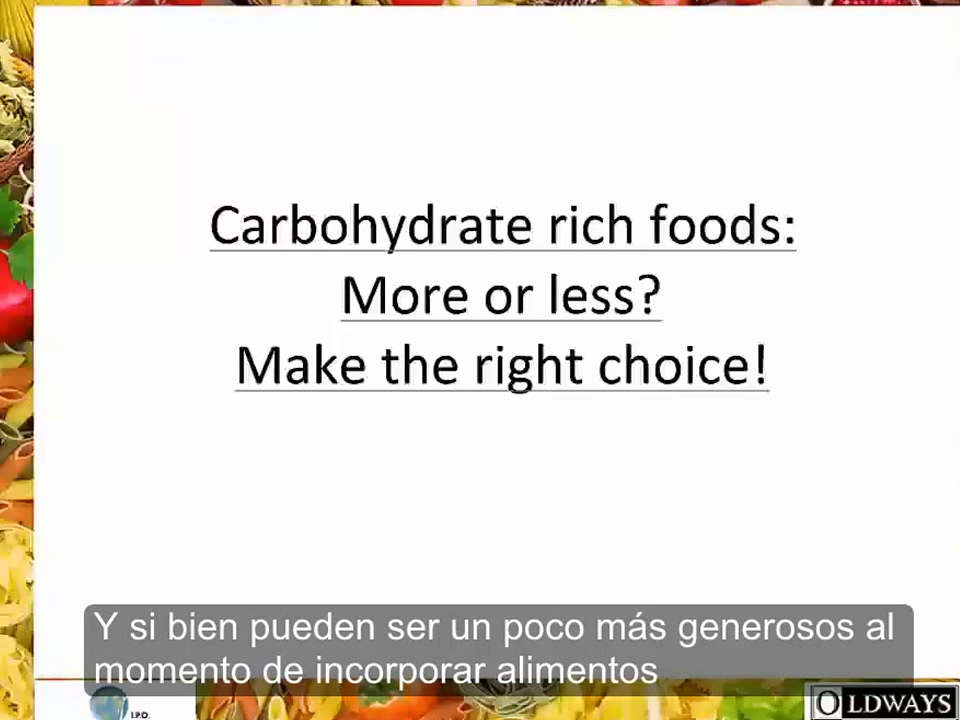 Carbohydrate rich foods:
More or less?
Make the right choice!
Y si bien pueden ser un poco más generosos al
momento de incorporar alimentos
I.P.O.
OLDWAYS